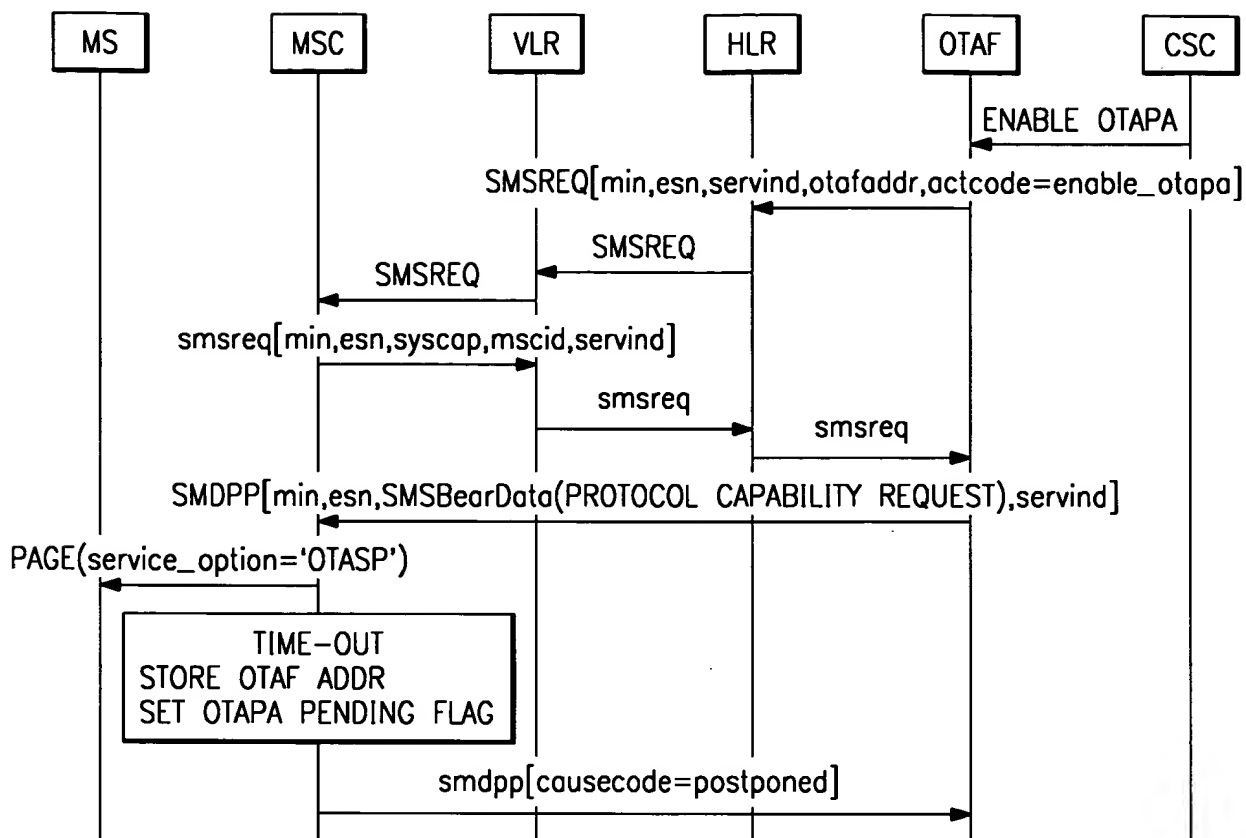 MS MSC VLR HLR OTAF CSC
ENABLE OTAPA
SMSREQ[min,esn,servind,otafaddr,actcode=enable_otapa]
SMSREQ
SMSREQ
smsreq[min,esn,syscap,mscid,servind]
smsreq
smsreq
SMDPP[min,esn,SMSBearData(PROTOCOL CAPABILITY REQUEST),servind]
PAGE(service_option='OTASP')
TIME-OUT
STORE OTAF ADDR
SET OTAPA PENDING FLAG
smdpp[causecode=postponed]